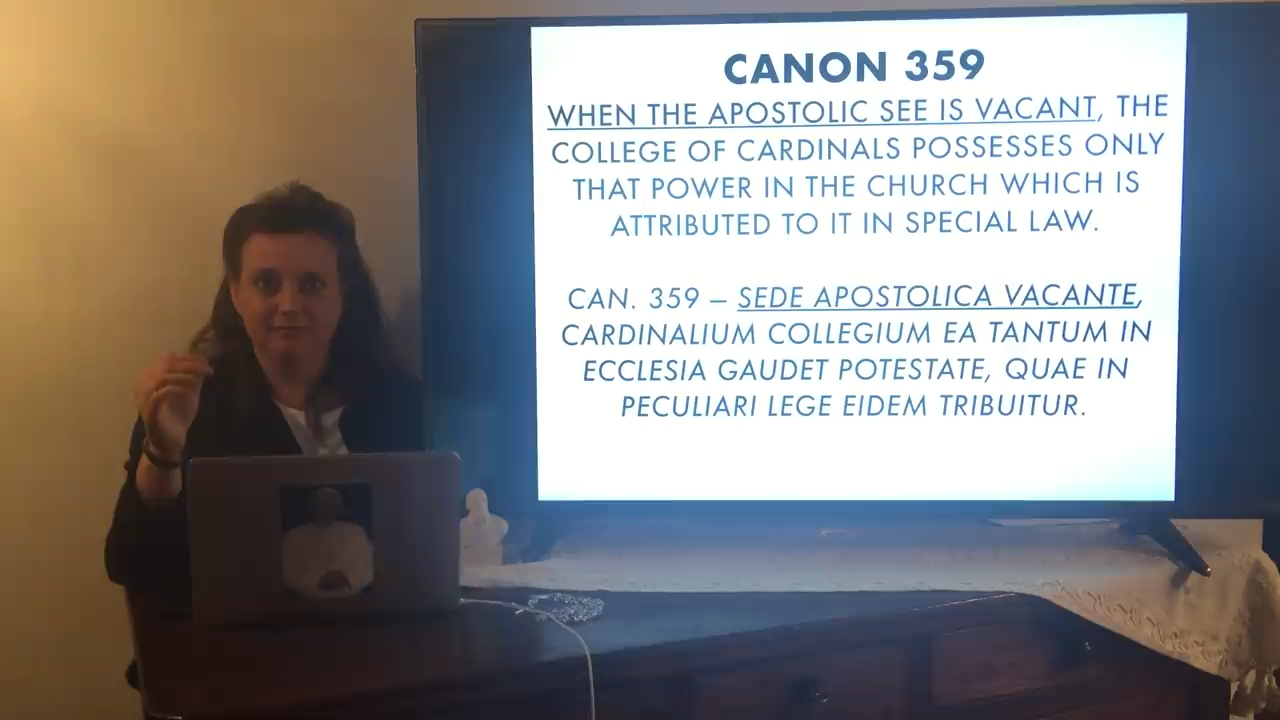 CANON 359
WHEN THE APOSTOLIC SEE IS VACANT, THE
COLLEGE OF CARDINALS POSSESSES ONLY
THAT POWER IN THE CHURCH WHICH IS
ATTRIBUTED TO IT IN SPECIAL LAW.
CAN. 359 – SEDE APOSTOLICA VACANTE,
CARDINALIUM COLLEGIUM EA TANTUM IN
ECCLESIA GAUDET POTESTATE, QUAE IN
PECULIARI LEGE EIDEM TRIBUITUR.